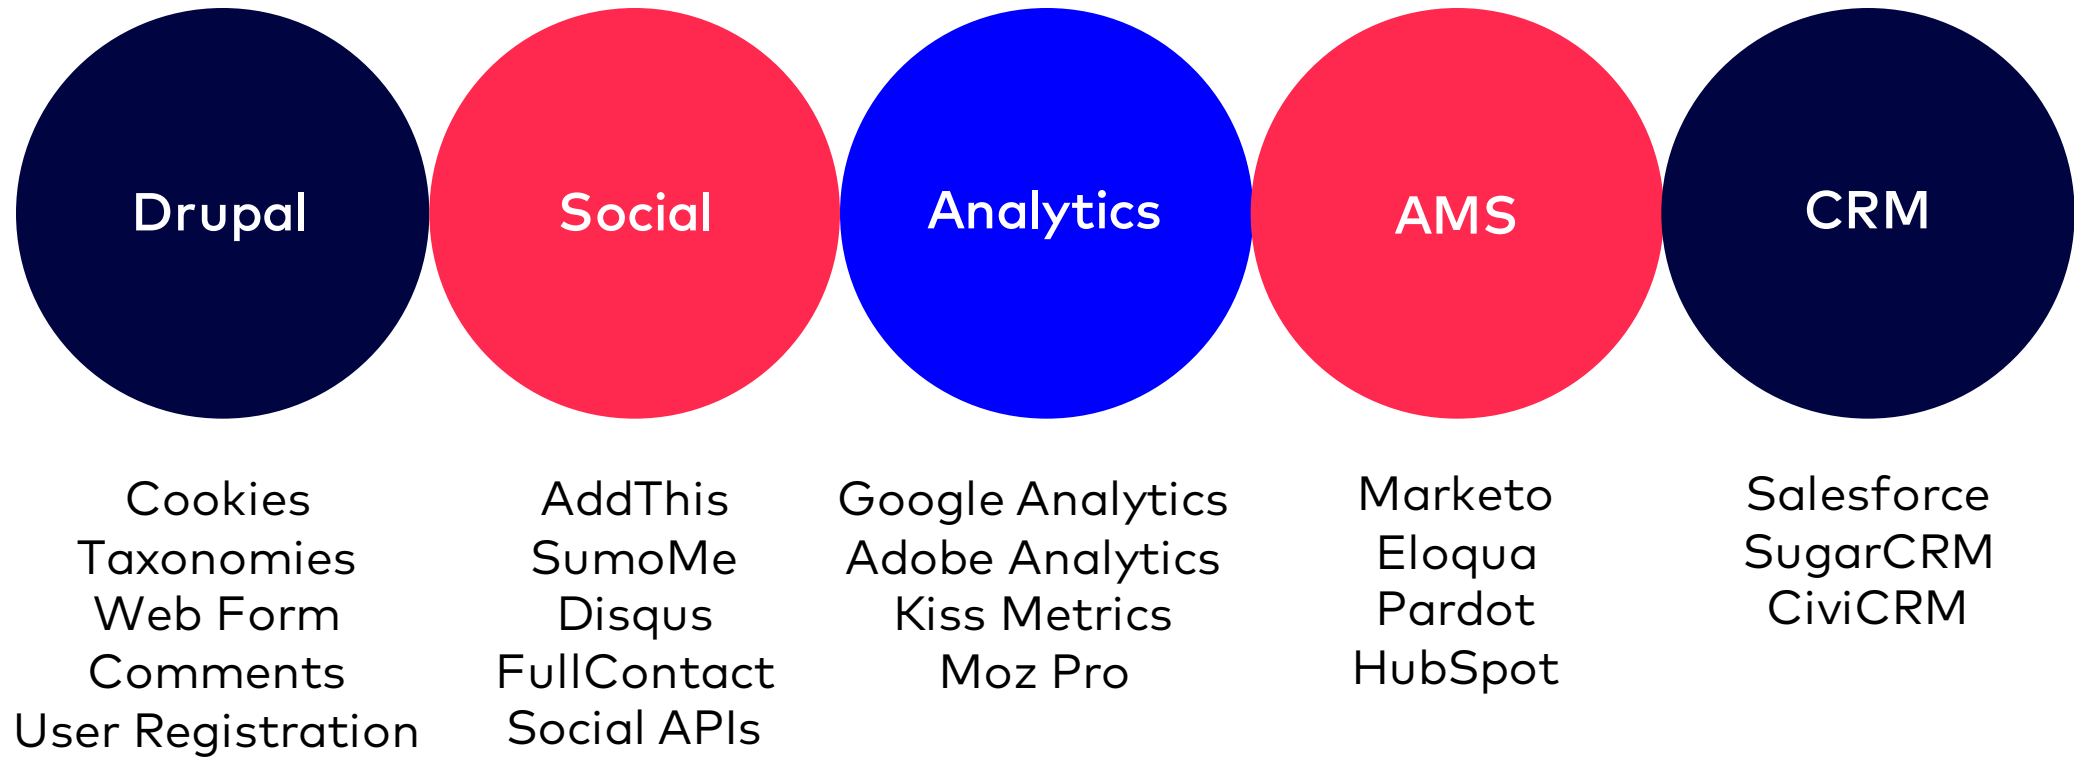 Drupal
Social
Analytics
AMS
CRM
Cookies
Taxonomies
Web Form
Comments
User Registration
AddThis
SumoMe
Disqus
FullContact
Social APIs
Google Analytics
Adobe Analytics
Kiss Metrics
Moz Pro
Marketo
Eloqua
Pardot
HubSpot
Salesforce
SugarCRM
CiviCRM